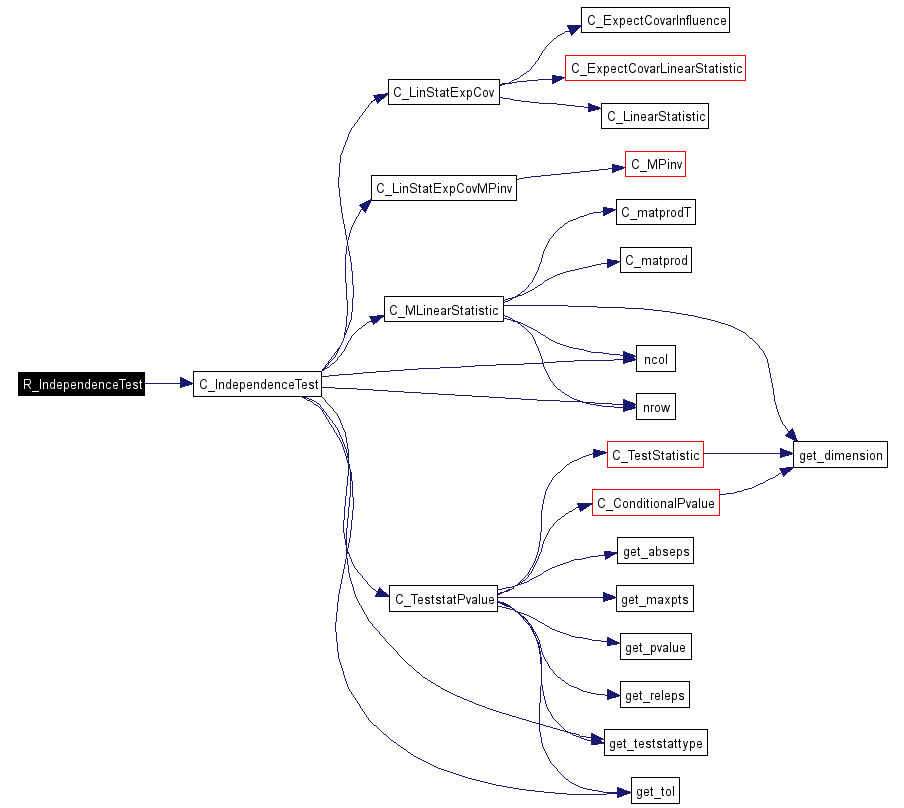 C_ExpectCovarInfluence
C_ExpectCovarLinearStatistic
C_LinStatExpCov
C_LinearStatistic
C_MPinv
C_LinStatExpCovMPinv
C_matprodT
C_matprod
C_MLinearStatistic
ncol
R_IndependenceTest
C_IndependenceTest
nrow
C_TestStatistic
get_dimension
C_ConditionalPvalue
get_abseps
C_TeststatPvalue
get_maxpts
get_pvalue
get_releps
get_teststattype
get_tol